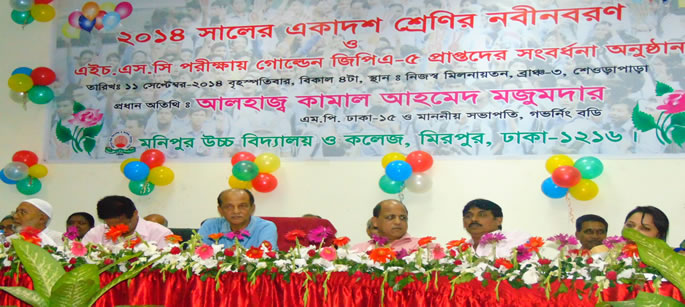 ২০১৪ সালের একাদশ শ্রেণির নবীনবরণ
ও
এইচ.এস.সি পরীক্ষায় গোল্ডেন জিপিএ-৫ প্রাপ্তদের সংবর্ধনা অনুষ্ঠান
তারিখঃ ১১ সেপ্টেম্বর-২০১৪ বৃহস্পতিবার, বিকাল ৪টা, স্থান : নিজস্ব মিলনায়তন, ব্রাঞ্চ-৩, শেওড়াপাড়া
প্রধান অতিথি : আলহাজ্ব কামাল আহমেদ মজুমদার
এম.পি. ঢাকা-১৫ ও মাননীয় সভাপতি, গভর্নিং বডি
মনিপুর উচ্চ বিদ্যালয় ও কলেজ, মিরপুর, ঢাকা-১২১৬।